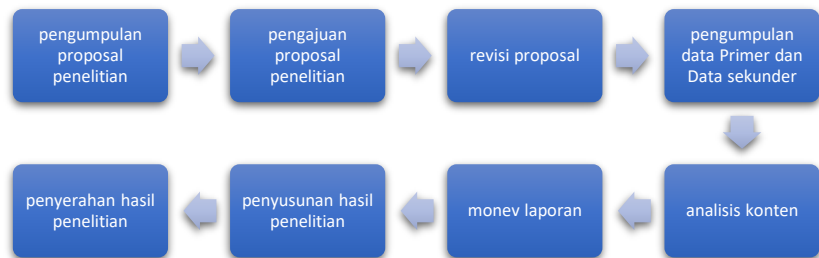 pengumpulan
proposal
penelitian
pengajuan
proposal
penelitian
revisi proposal
pengumpulan
data Primer dan
Data sekunder
analisis konten
monev laporan
penyusunan hasil
penelitian
penyerahan hasil
penelitian